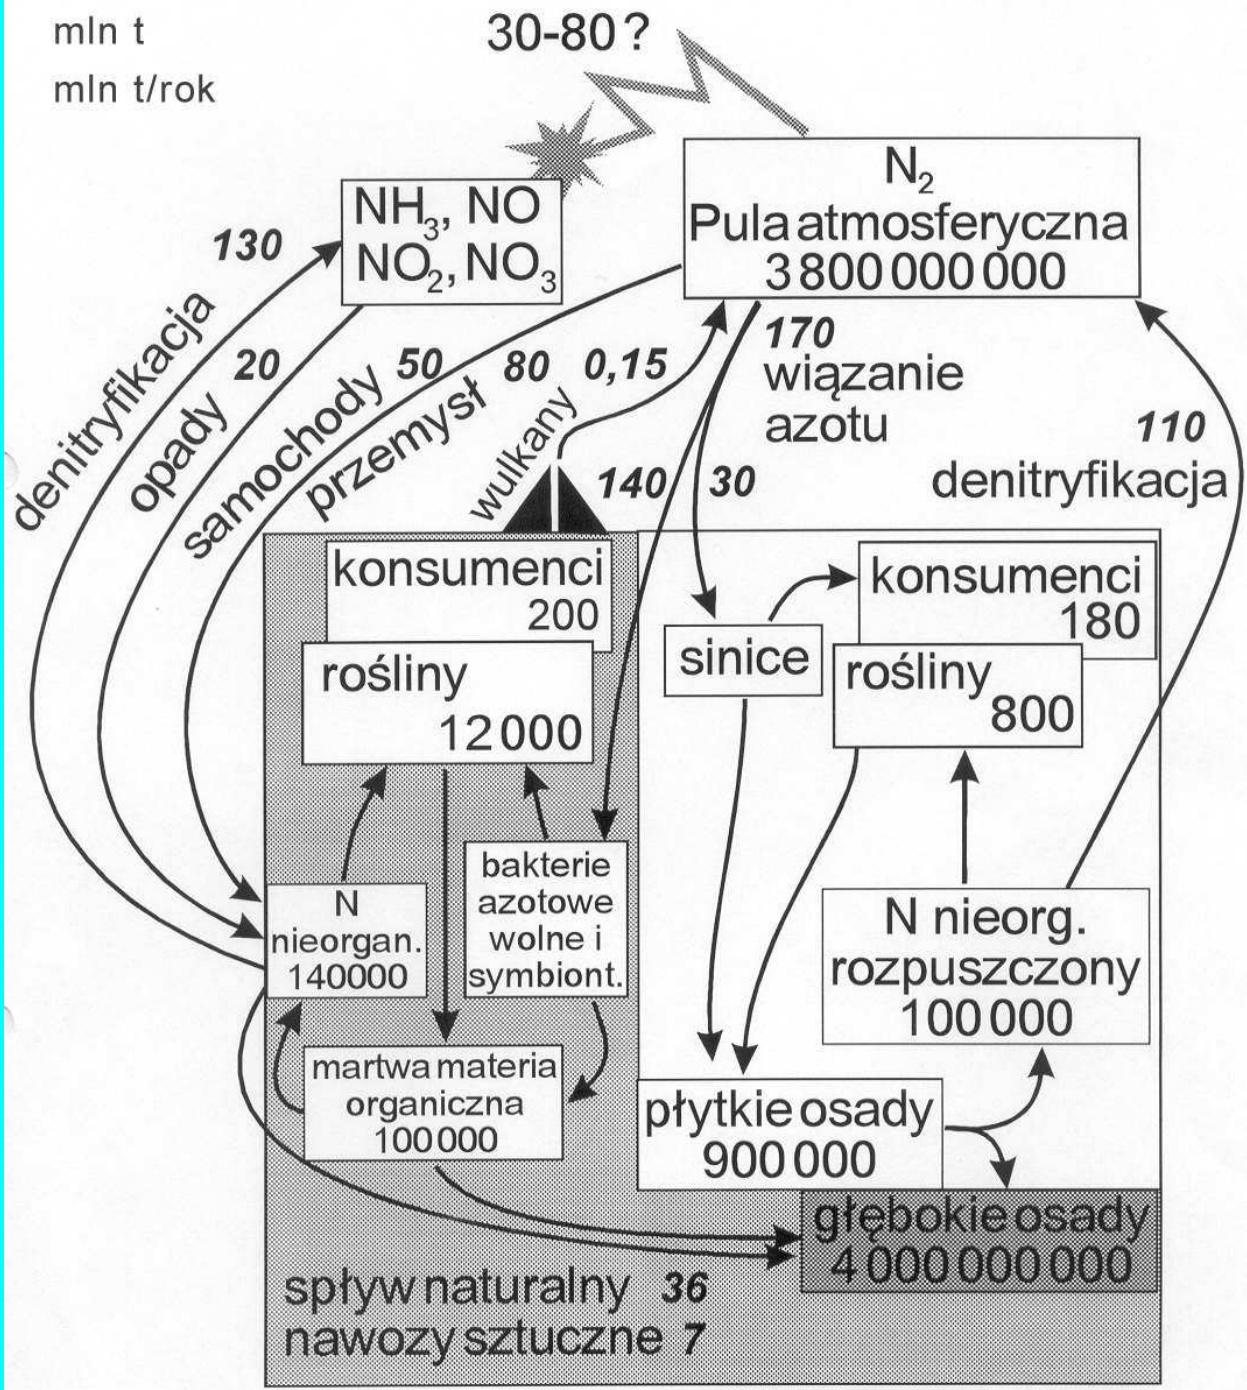 mln t
mln t/rok
30-80?
N₂
Pula atmosferyczna
3 800 000 000
NH₃, NO
NO₂, NO₃
130
denitryfikacja
20
opady
50
samochody
80
przemysł
0,15
wulkany
170
wiązanie
azotu
140
30
110
denitryfikacja
konsumenci
200
rośliny
12 000
bakterie
azotowe
wolne i
symbiont.
N
nieorgan.
140000
martwa materia
organiczna
100 000
sinice
konsumenci
180
rośliny
800
N nieorg.
rozpuszczony
100 000
płytkie osady
900 000
głębokie osady
4 000 000 000
spływ naturalny 36
nawozy sztuczne 7